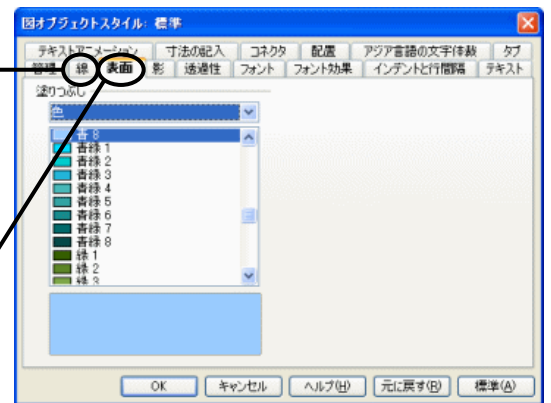 図オブジェクトスタイル: 標準
テキストアニメーション 寸法の記入 コネクタ 配置 アジア言語の文字体裁 タブ
管理 線 表面 影 透過性 フォント フォント効果 インデントと行間隔 テキスト
塗りつぶし
色
青 8
青緑 1
青緑 2
青緑 3
青緑 4
青緑 5
青緑 6
青緑 7
青緑 8
緑 1
緑 2
緑 3
OK キャンセル ヘルプ(H) 元に戻す(R) 標準(A)